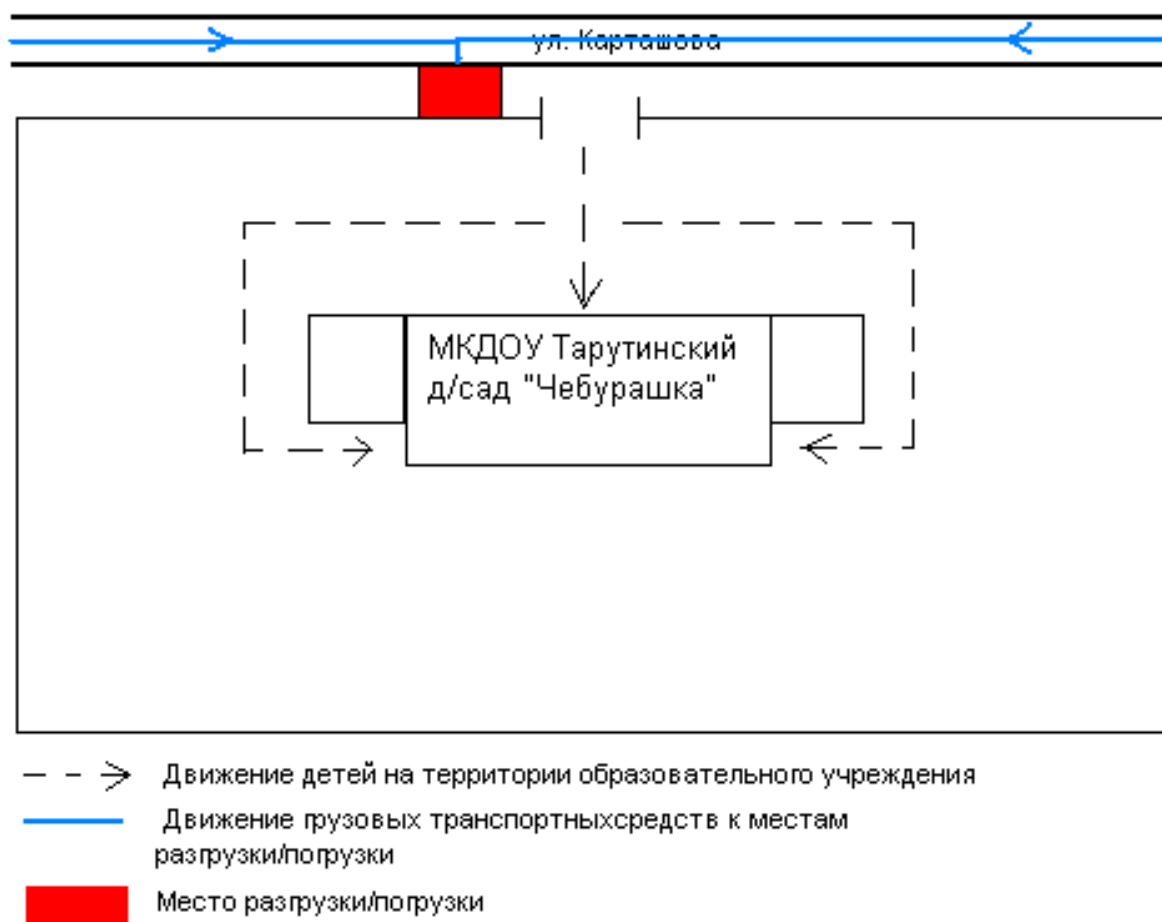 ул. Карташова
МКДОУ Тарутинский
д/сад "Чебурашка"
Движение детей на территории образовательного учреждения
Движение грузовых транспортныхсредств к местам
разгрузки/погрузки
Место разгрузки/погрузки